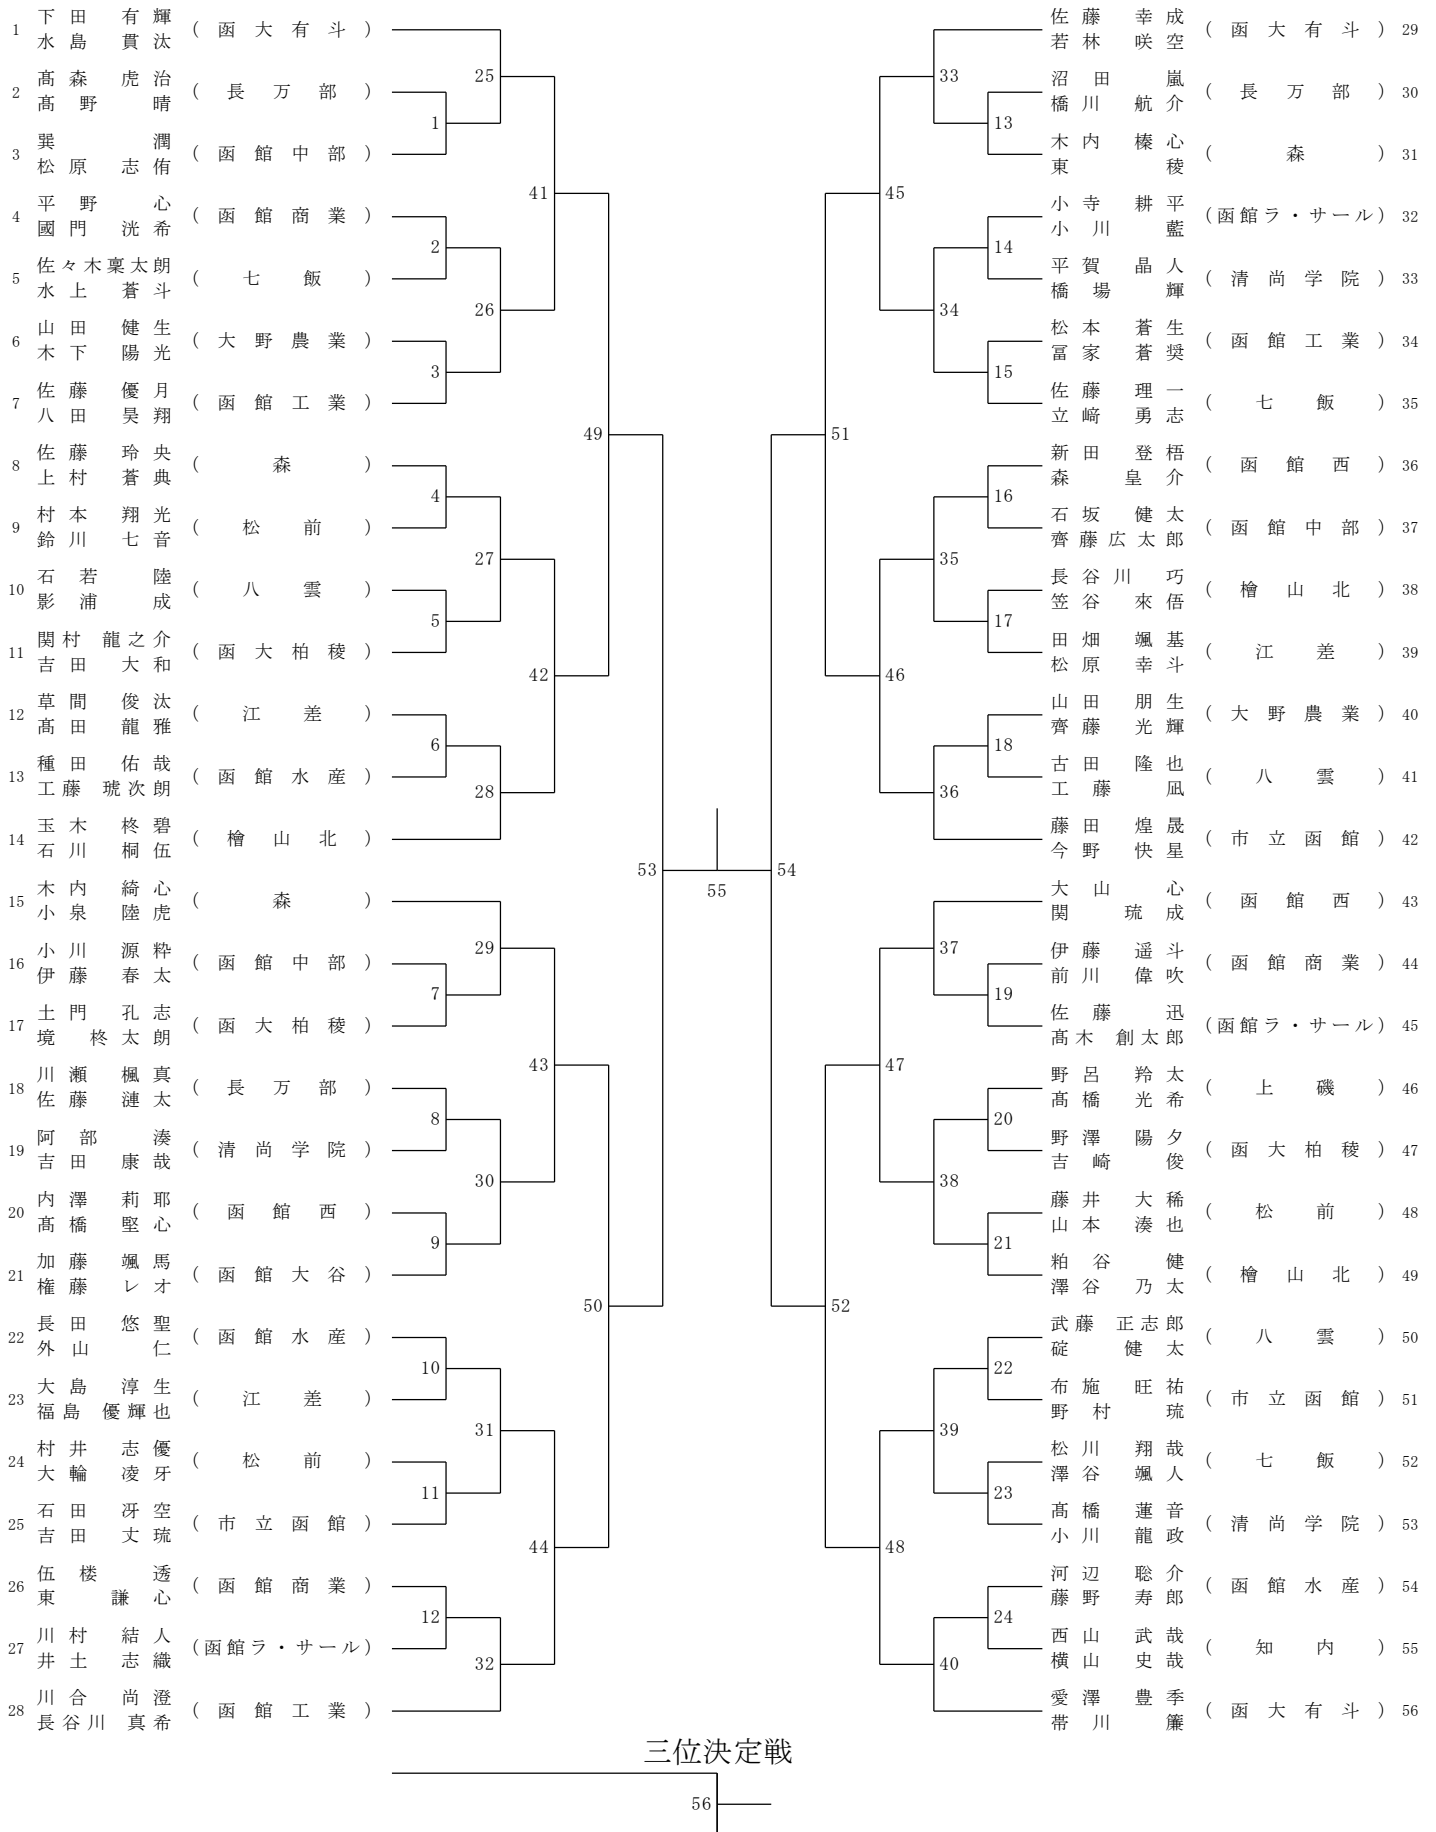 1 下田 有輝 (函大有斗)
水島貫汰
2 髙森虎治 (長万部)
髙野 晴
3 巽 潤 (函館中部)
松原志侑
4 平野 心 (函館商業)
國門洸希
5 佐々木稟太朗 (七飯)
水上蒼斗
6 山田健生 (大野農業)
木下陽光
7 佐藤優月 (函館工業)
八田昊翔
8 佐藤玲央 (森)
上村蒼典
9 村本翔光 (松前)
鈴川七音
10 石若 陸 (八雲)
影浦 成
11 関村龍之介 (函大柏稜)
吉田大和
12 草間俊汰 (江差)
髙田龍雅
13 種田佑哉 (函館水産)
工藤琥次朗
14 玉木柊碧 (檜山北)
石川桐伍
15 木内綺心 (森)
小泉陸虎
16 小川源粋 (函館中部)
伊藤春太
17 土門孔志 (函大柏稜)
境 柊太朗
18 川瀬楓真 (長万部)
佐藤漣太
19 阿部 湊 (清尚学院)
吉田康哉
20 内澤莉耶 (函館西)
髙橋堅心
21 加藤颯馬 (函館大谷)
権藤レオ
22 長田悠聖 (函館水産)
外山 仁
23 大島淳生 (江差)
福島優輝也
24 村井志優 (松前)
大輪凌牙
25 石田冴空 (市立函館)
吉田丈琉
26 伍楼 透 (函館商業)
東 謙心
27 川村結人 (函館ラ・サール)
井土志織
28 川合尚澄 (函館工業)
長谷川真希
25
1
41
2
26
3
49
4
27
5
42
6
28
53
29
7
43
8
30
9
50
10
31
11
44
12
32
55
33
13
45
14
34
15
51
16
35
17
46
18
36
54
37
19
47
20
38
21
52
22
39
23
48
24
40
佐藤幸成 (函大有斗) 29
若林咲空
沼田 嵐 (長万部) 30
橋川航介
木内榛心 (森) 31
東 稜
小寺耕平 (函館ラ・サール) 32
小川 藍
平賀晶人 (清尚学院) 33
橋場 輝
松本蒼生 (函館工業) 34
冨家蒼奨
佐藤理一 (七飯) 35
立﨑勇志
新田登梧 (函館西) 36
森 皇介
石坂健太 (函館中部) 37
齊藤広太郎
長谷川 巧 (檜山北) 38
笠谷來悟
田畑颯基 (江差) 39
松原幸斗
山田朋生 (大野農業) 40
齊藤光輝
古田隆也 (八雲) 41
工藤 凪
藤田煌晟 (市立函館) 42
今野快星
大山 心 (函館西) 43
関 琉成
伊藤遥斗 (函館商業) 44
前川偉吹
佐藤 迅 (函館ラ・サール) 45
髙木創太郎
野呂羚太 (上磯) 46
髙橋光希
野澤陽夕 (函大柏稜) 47
吉崎 俊
藤井大稀 (松前) 48
山本湊也
粕谷 健 (檜山北) 49
澤谷乃太
武藤正志郎 (八雲) 50
碇 健太
布施旺祐 (市立函館) 51
野村 琉
松川翔哉 (七飯) 52
澤谷颯人
髙橋蓮音 (清尚学院) 53
小川龍政
河辺聡介 (函館水産) 54
藤野寿郎
西山武哉 (知内) 55
横山史哉
愛澤豊季 (函大有斗) 56
帯川 簾
三位決定戦
56